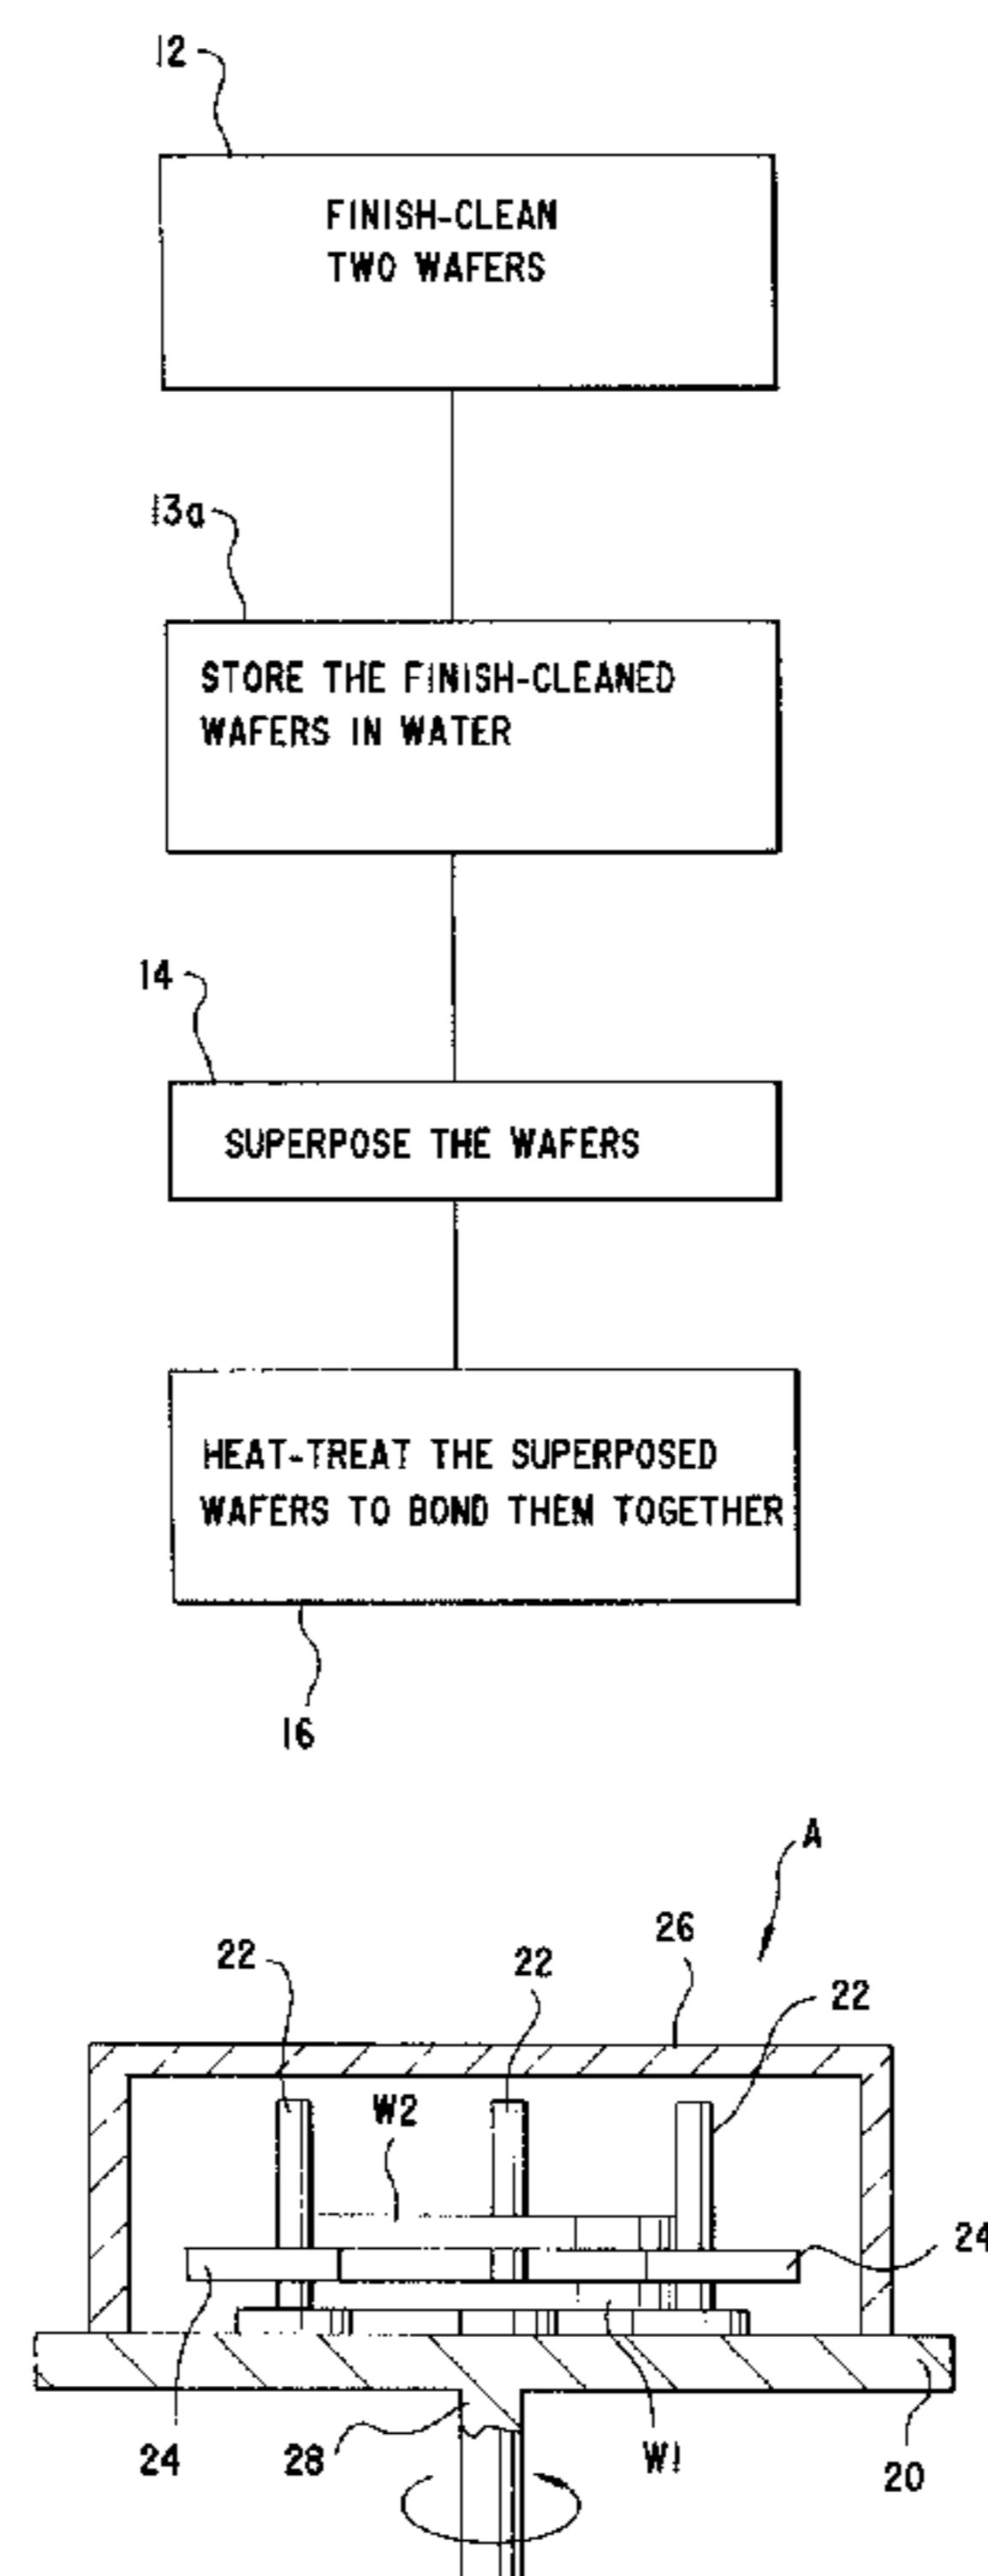 12
FINISH-CLEAN
TWO WAFERS
13a
STORE THE FINISH-CLEANED
WAFERS IN WATER
14
SUPERPOSE THE WAFERS
HEAT-TREAT THE SUPERPOSED
WAFERS TO BOND THEM TOGETHER
16
A
26
22
22
22
W2
24
24
28
W1
20